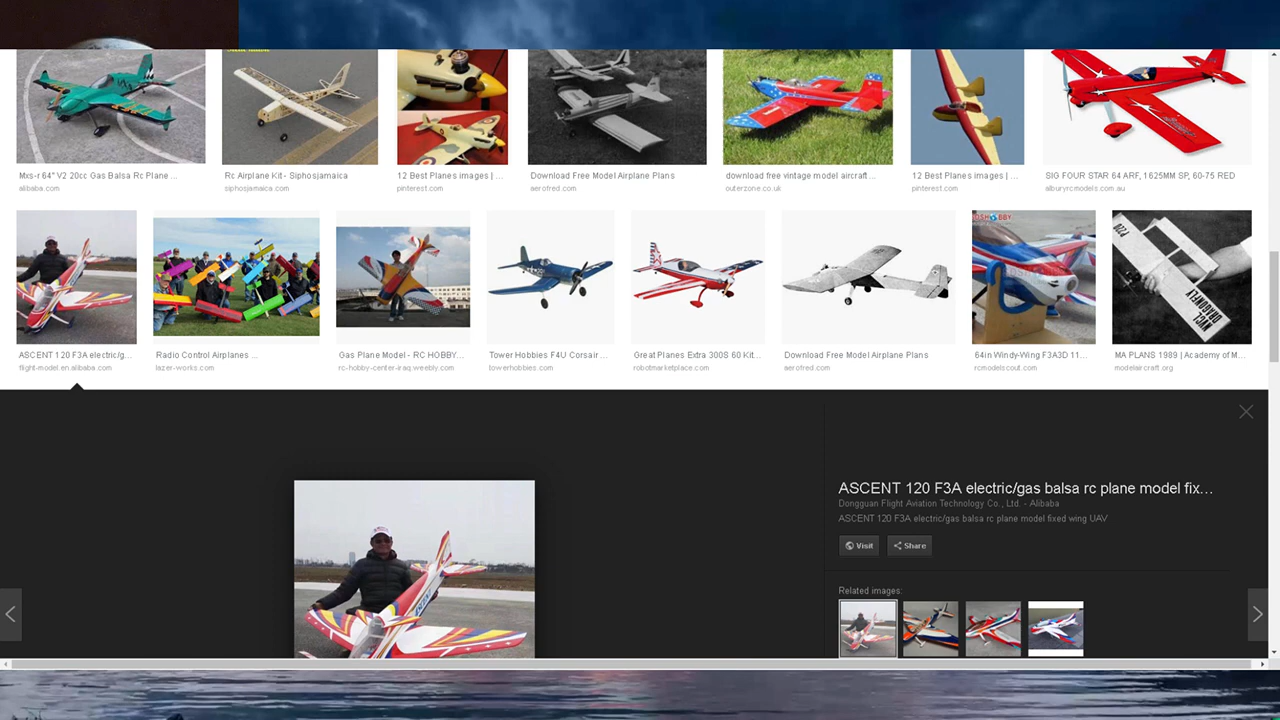 Mxs-r 64" V2 20cc Gas Balsa Rc Plane ...
alibaba.com
Rc Airplane Kit - Siphosjamaica
siphosjamaica.com
12 Best Planes images | ...
pinterest.com
Download Free Model Airplane Plans
aerofred.com
download free vintage model aircraft...
outerzone.co.uk
12 Best Planes images | ...
pinterest.com
SIG FOUR STAR 64 ARF, 1625MM SP, 60-75 RED
alburyrcmodels.com.au
ASCENT 120 F3A electric/g...
flight-model.en.alibaba.com
Radio Control Airplanes ...
lazer-works.com
Gas Plane Model - RC HOBBY...
rc-hobby-center-iraq.weebly.com
Tower Hobbies F4U Corsair ...
towerhobbies.com
Great Planes Extra 300S 60 Kit...
robotmarketplace.com
Download Free Model Airplane Plans
aerofred.com
64in Windy-Wing F3A3D 11...
rcmodelscout.com
MA PLANS 1989 | Academy of M...
modelaircraft.org
ASCENT 120 F3A electric/gas balsa rc plane model fix...
Dongguan Flight Aviation Technology Co., Ltd. - Alibaba
ASCENT 120 F3A electric/gas balsa rc plane model fixed wing UAV
Visit
Share
Related images: